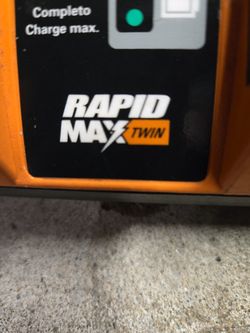 Completo
Charge max.
RAPID
MAX TWIN